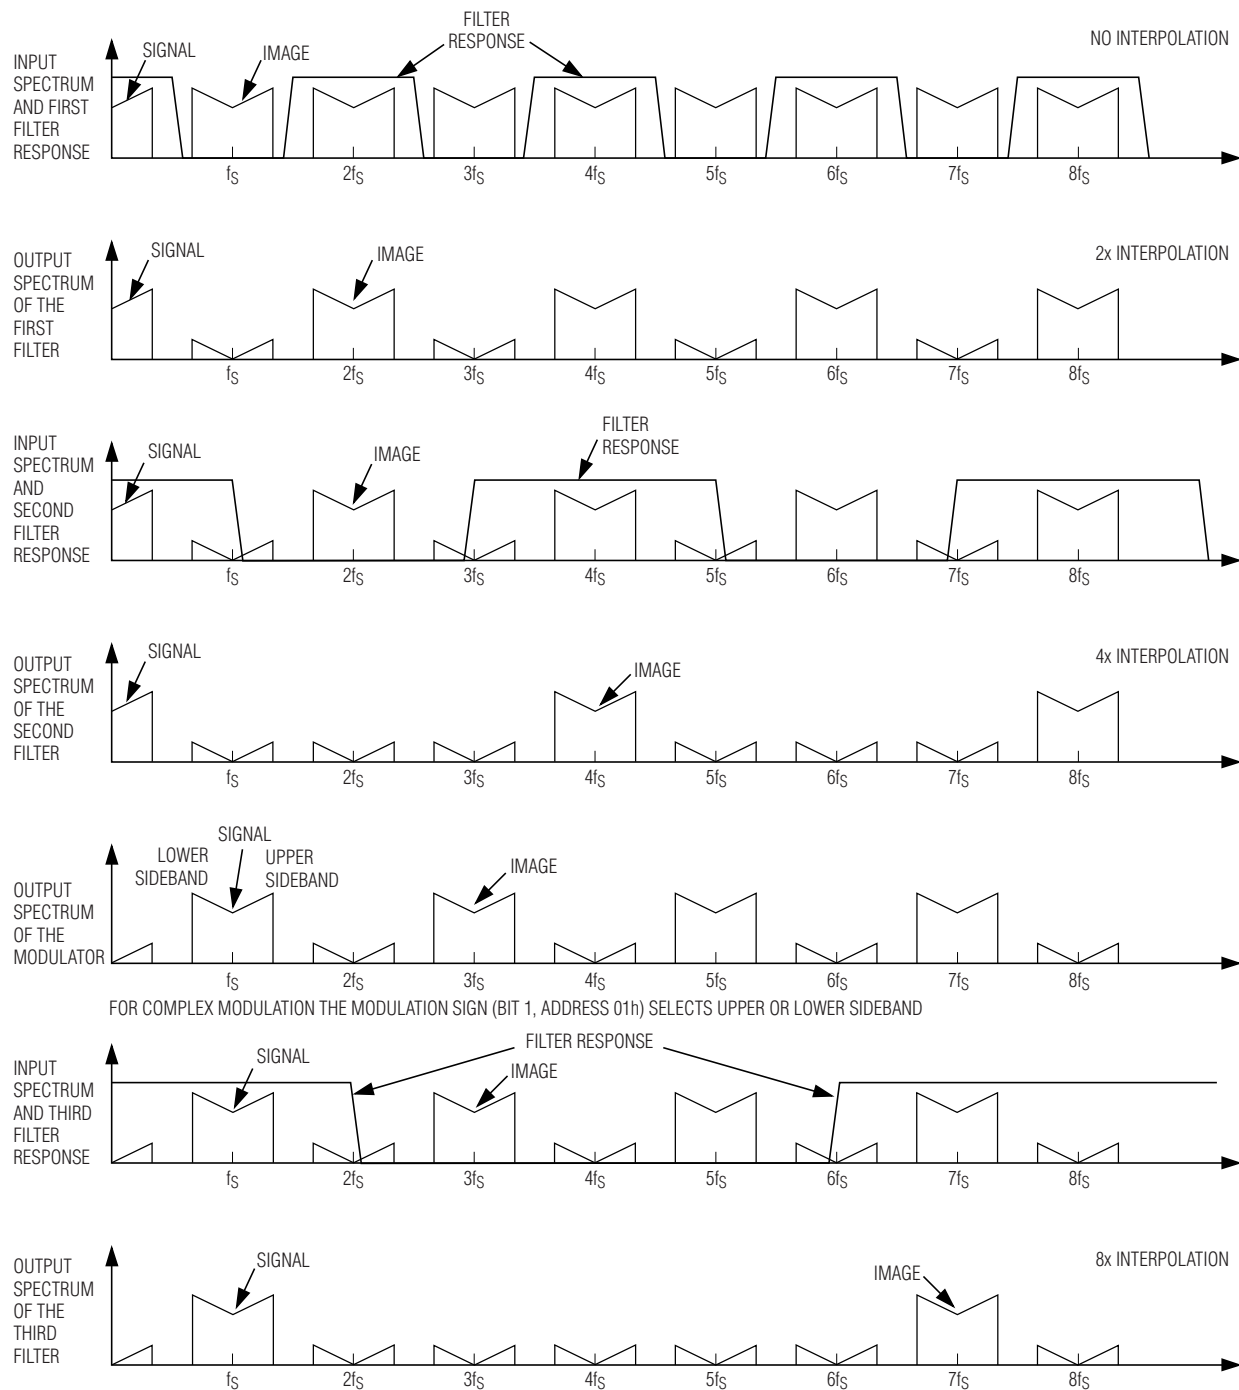 FILTER
RESPONSE
NO INTERPOLATION
SIGNAL
IMAGE
INPUT
SPECTRUM
AND FIRST
FILTER
RESPONSE
fS 2fS 3fS 4fS 5fS 6fS 7fS 8fS
SIGNAL
IMAGE
2x INTERPOLATION
OUTPUT
SPECTRUM
OF THE
FIRST
FILTER
fS 2fS 3fS 4fS 5fS 6fS 7fS 8fS
FILTER
RESPONSE
SIGNAL
IMAGE
INPUT
SPECTRUM
AND
SECOND
FILTER
RESPONSE
fS 2fS 3fS 4fS 5fS 6fS 7fS 8fS
SIGNAL
IMAGE
4x INTERPOLATION
OUTPUT
SPECTRUM
OF THE
SECOND
FILTER
fS 2fS 3fS 4fS 5fS 6fS 7fS 8fS
SIGNAL
LOWER
SIDEBAND
UPPER
SIDEBAND
IMAGE
OUTPUT
SPECTRUM
OF THE
MODULATOR
fS 2fS 3fS 4fS 5fS 6fS 7fS 8fS
FOR COMPLEX MODULATION THE MODULATION SIGN (BIT 1, ADDRESS 01h) SELECTS UPPER OR LOWER SIDEBAND
FILTER RESPONSE
SIGNAL
IMAGE
INPUT
SPECTRUM
AND THIRD
FILTER
RESPONSE
fS 2fS 3fS 4fS 5fS 6fS 7fS 8fS
SIGNAL
IMAGE
8x INTERPOLATION
OUTPUT
SPECTRUM
OF THE
THIRD
FILTER
fS 2fS 3fS 4fS 5fS 6fS 7fS 8fS